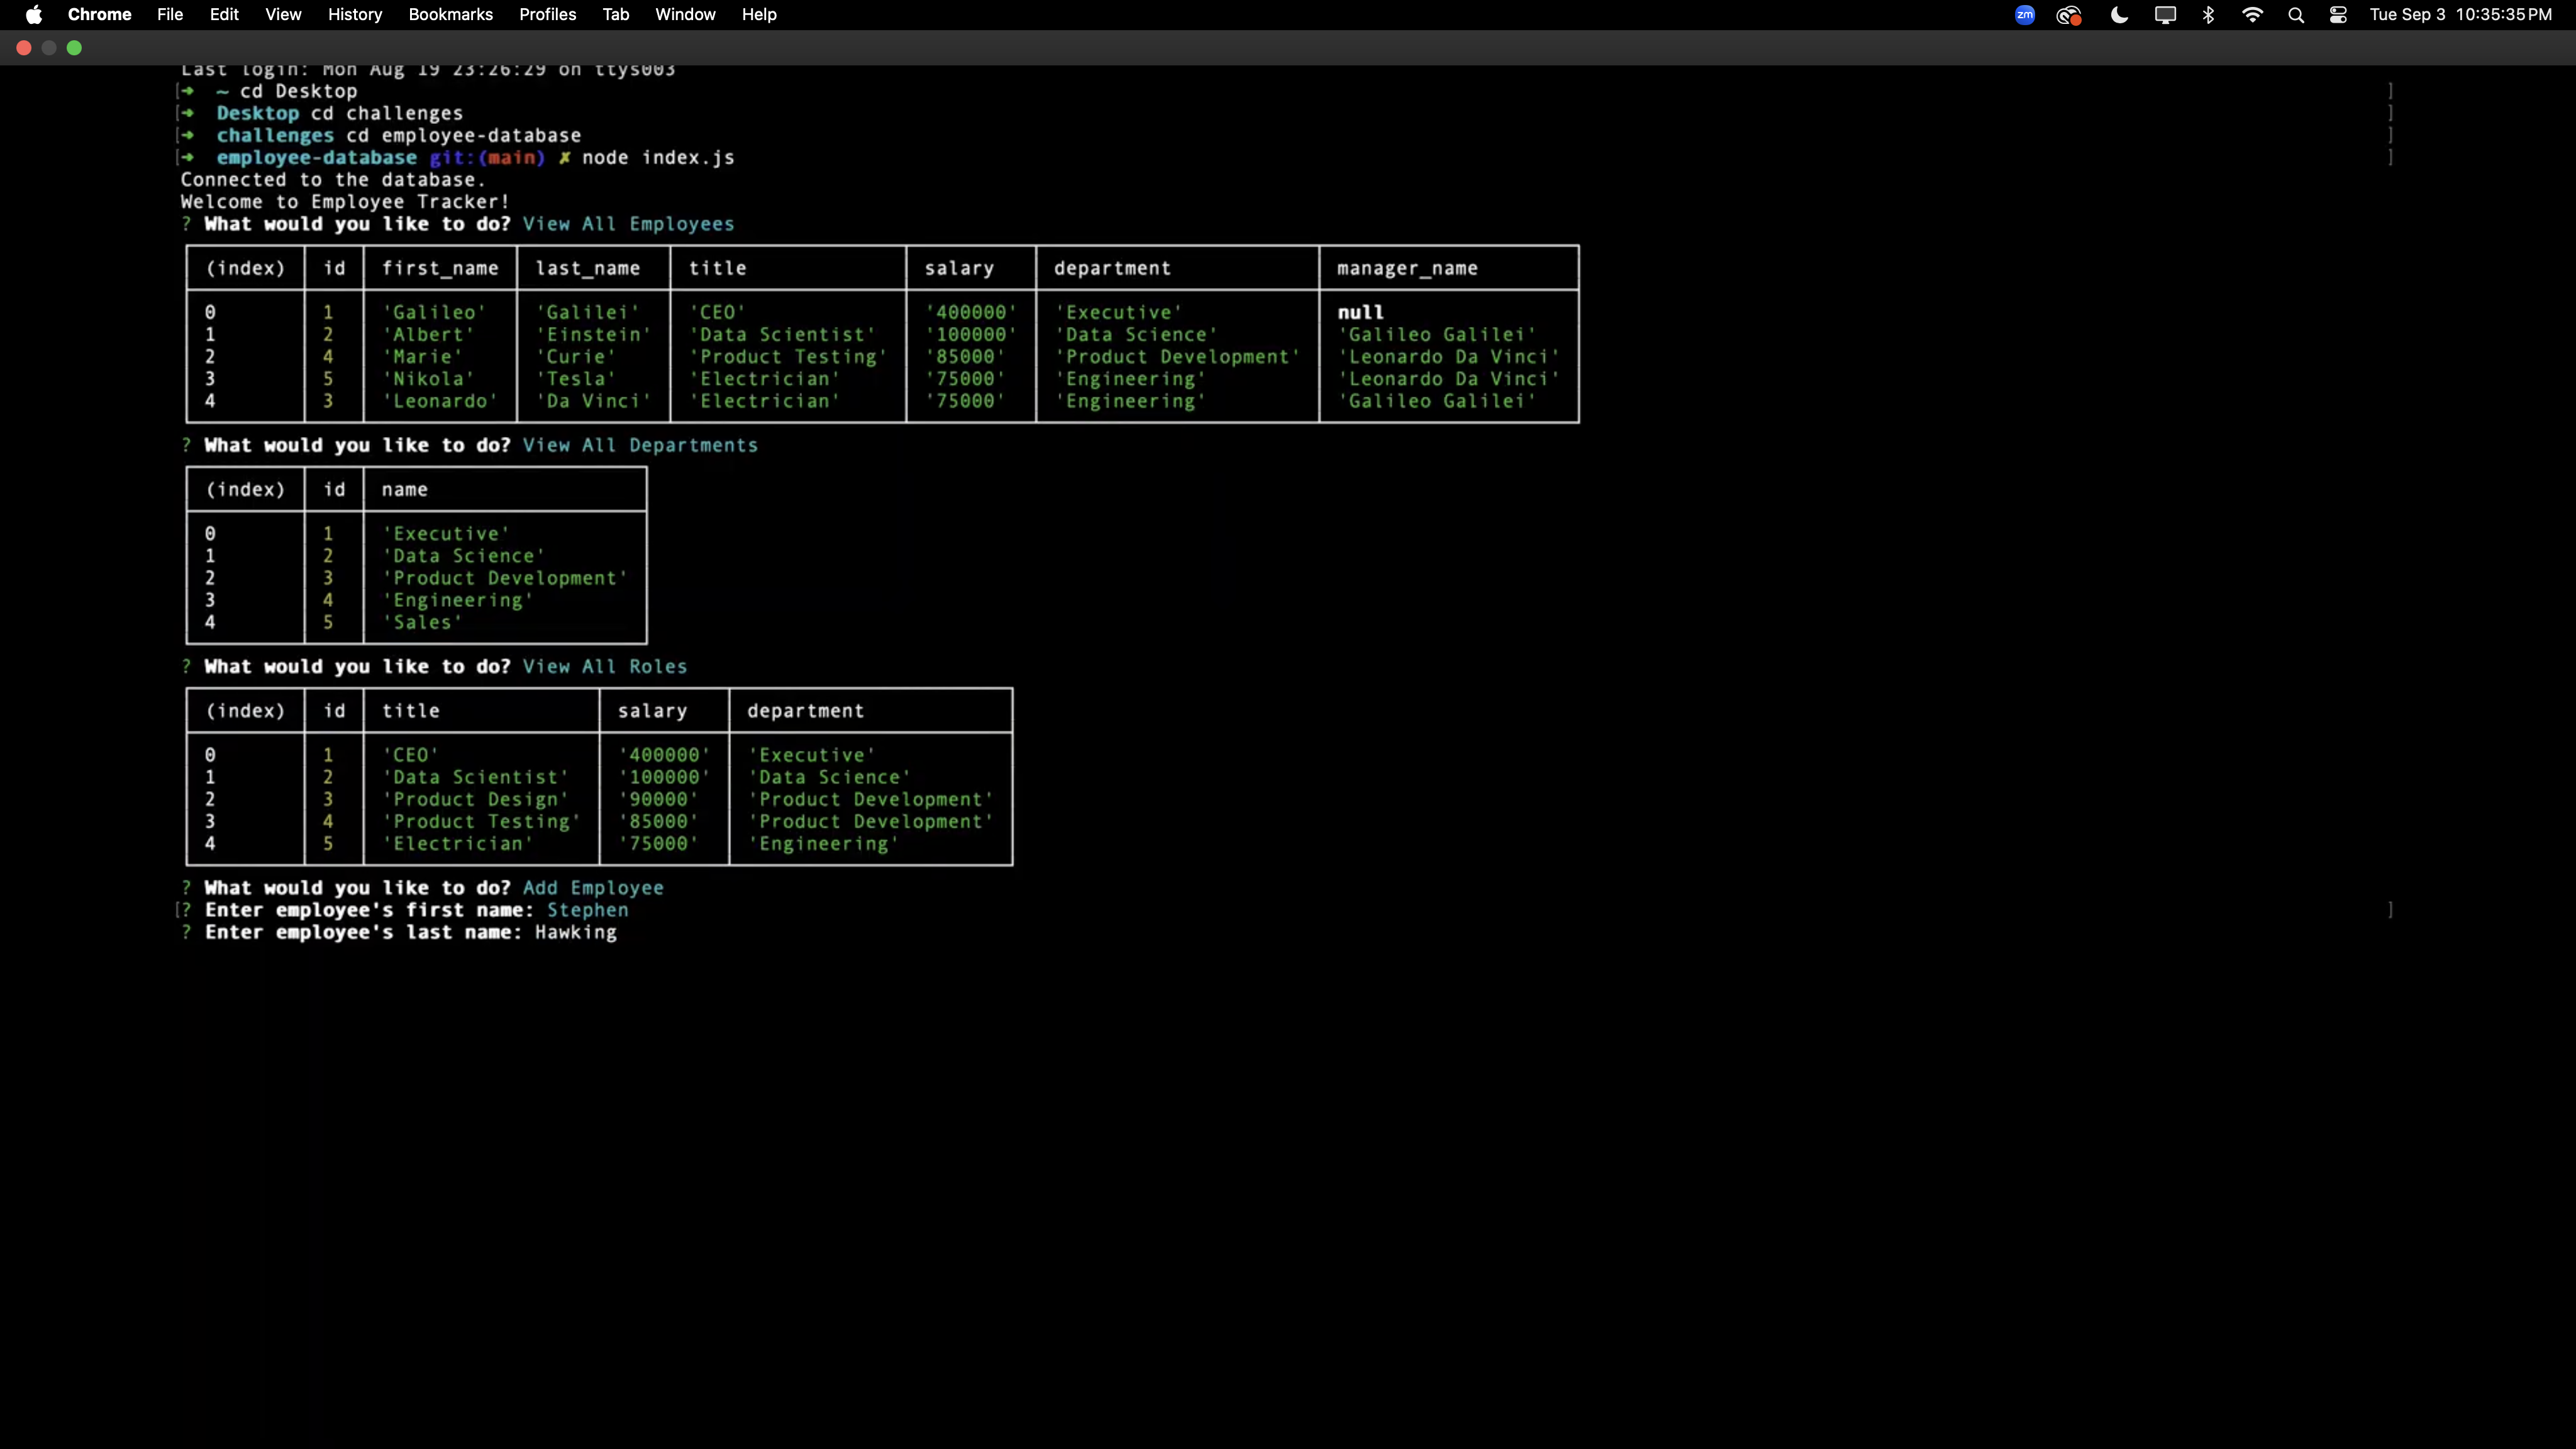 Chrome File Edit View History Bookmarks Profiles Tab Window Help zm Tue Sep 3 10:35:35 PM
Last login: Mon Aug 19 23:26:29 on ttys003
[➜ ~ cd Desktop ]
[➜ Desktop cd challenges ]
[➜ challenges cd employee-database ]
[➜ employee-database git:(main) ✗ node index.js ]
Connected to the database.
Welcome to Employee Tracker!
? What would you like to do? View All Employees
(index) id first_name last_name title salary department manager_name
0 1 'Galileo' 'Galilei' 'CEO' '400000' 'Executive' null
1 2 'Albert' 'Einstein' 'Data Scientist' '100000' 'Data Science' 'Galileo Galilei'
2 4 'Marie' 'Curie' 'Product Testing' '85000' 'Product Development' 'Leonardo Da Vinci'
3 5 'Nikola' 'Tesla' 'Electrician' '75000' 'Engineering' 'Leonardo Da Vinci'
4 3 'Leonardo' 'Da Vinci' 'Electrician' '75000' 'Engineering' 'Galileo Galilei'
? What would you like to do? View All Departments
(index) id name
0 1 'Executive'
1 2 'Data Science'
2 3 'Product Development'
3 4 'Engineering'
4 5 'Sales'
? What would you like to do? View All Roles
(index) id title salary department
0 1 'CEO' '400000' 'Executive'
1 2 'Data Scientist' '100000' 'Data Science'
2 3 'Product Design' '90000' 'Product Development'
3 4 'Product Testing' '85000' 'Product Development'
4 5 'Electrician' '75000' 'Engineering'
? What would you like to do? Add Employee
[? Enter employee's first name: Stephen ]
? Enter employee's last name: Hawking